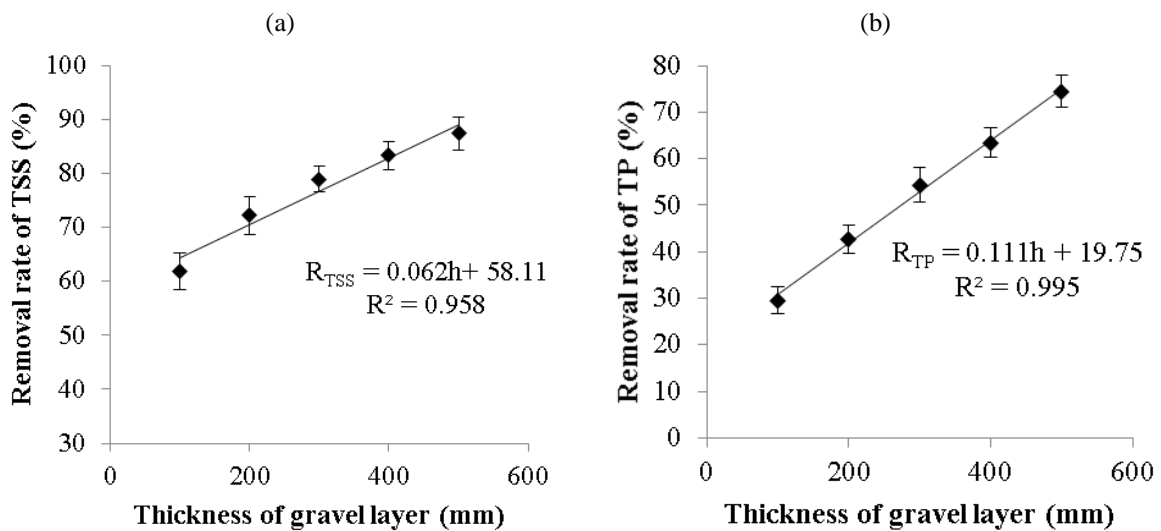 (a)
Removal rate of TSS (%)
100
90
80
70
60
50
40
30
R_TSS = 0.062h+ 58.11
R² = 0.958
0
200
400
600
Thickness of gravel layer (mm)
(b)
Removal rate of TP (%)
80
70
60
50
40
30
20
10
0
R_TP = 0.111h + 19.75
R² = 0.995
0
200
400
600
Thickness of gravel layer (mm)